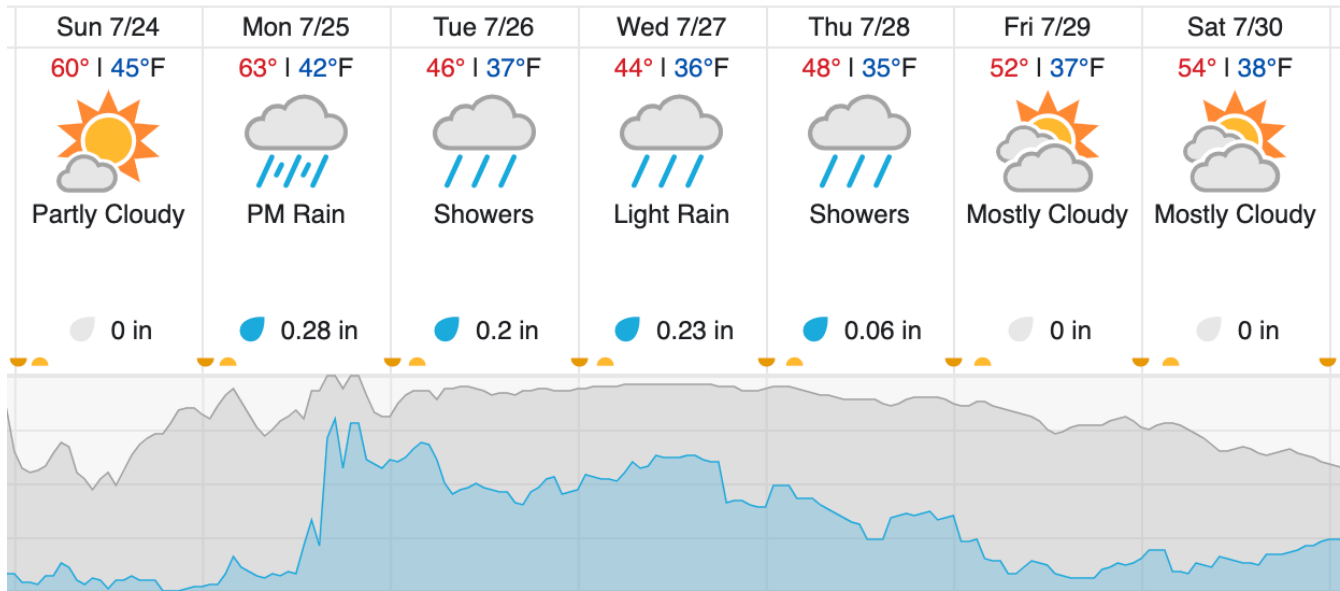 Sun 7/24 Mon 7/25 Tue 7/26 Wed 7/27 Thu 7/28 Fri 7/29 Sat 7/30
60° | 45°F 63° | 42°F 46° | 37°F 44° | 36°F 48° | 35°F 52° | 37°F 54° | 38°F
Partly Cloudy PM Rain Showers Light Rain Showers Mostly Cloudy Mostly Cloudy
0 in 0.28 in 0.2 in 0.23 in 0.06 in 0 in 0 in